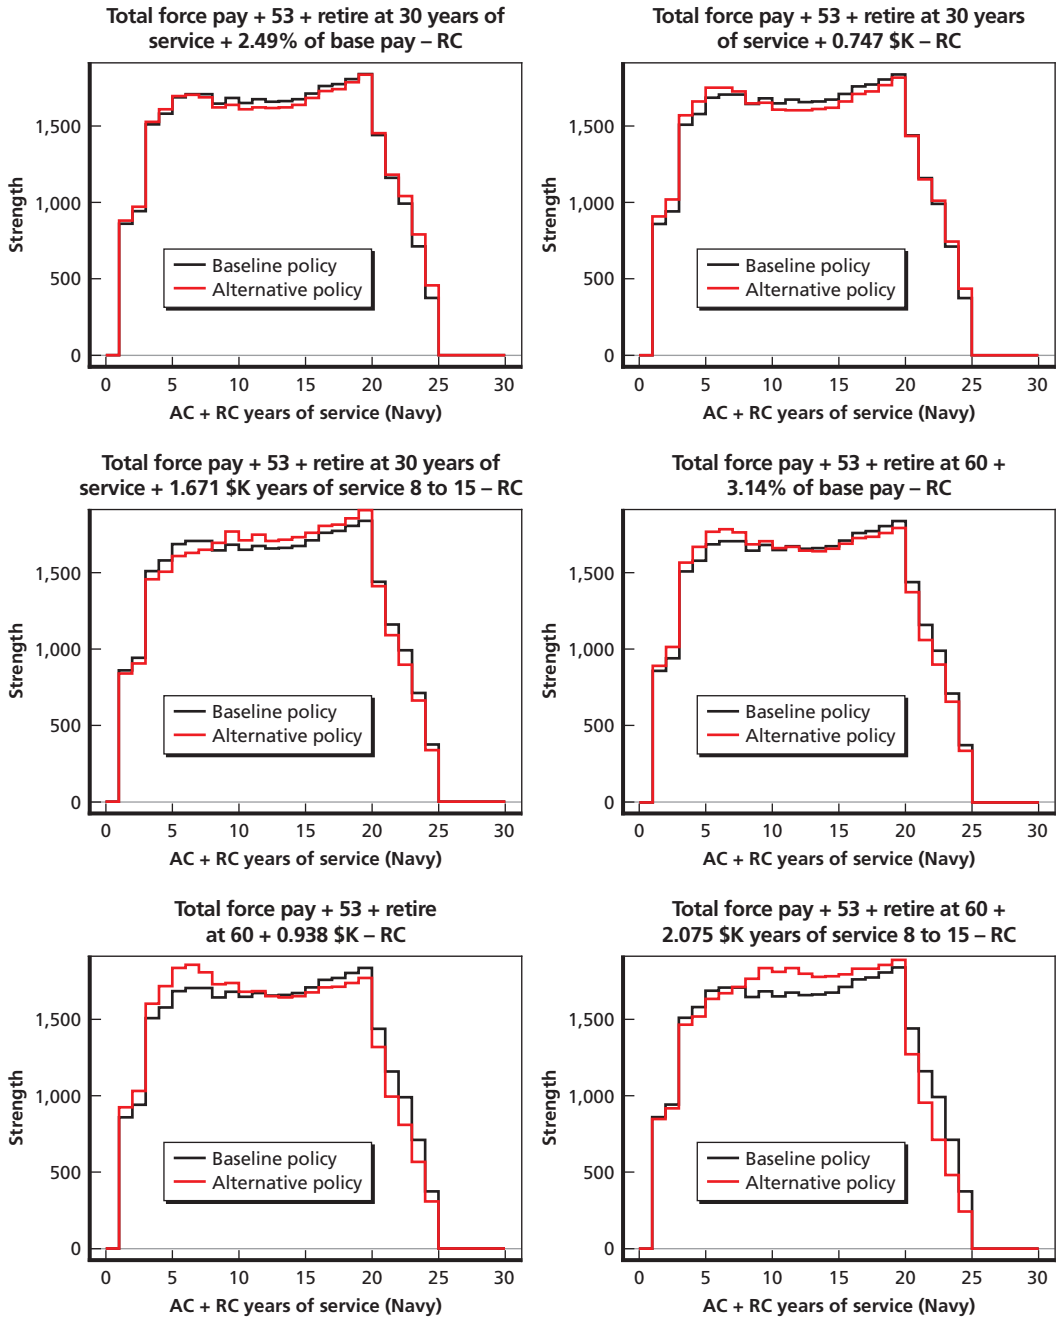 Total force pay + 53 + retire at 30 years of
service + 2.49% of base pay – RC
Strength
1,500
1,000
500
0
Baseline policy
Alternative policy
0 5 10 15 20 25 30
AC + RC years of service (Navy)
Total force pay + 53 + retire at 30 years
of service + 0.747 $K – RC
Strength
1,500
1,000
500
0
Baseline policy
Alternative policy
0 5 10 15 20 25 30
AC + RC years of service (Navy)
Total force pay + 53 + retire at 30 years of
service + 1.671 $K years of service 8 to 15 – RC
Strength
1,500
1,000
500
0
Baseline policy
Alternative policy
0 5 10 15 20 25 30
AC + RC years of service (Navy)
Total force pay + 53 + retire at 60 +
3.14% of base pay – RC
Strength
1,500
1,000
500
0
Baseline policy
Alternative policy
0 5 10 15 20 25 30
AC + RC years of service (Navy)
Total force pay + 53 + retire
at 60 + 0.938 $K – RC
Strength
1,500
1,000
500
0
Baseline policy
Alternative policy
0 5 10 15 20 25 30
AC + RC years of service (Navy)
Total force pay + 53 + retire at 60 +
2.075 $K years of service 8 to 15 – RC
Strength
1,500
1,000
500
0
Baseline policy
Alternative policy
0 5 10 15 20 25 30
AC + RC years of service (Navy)